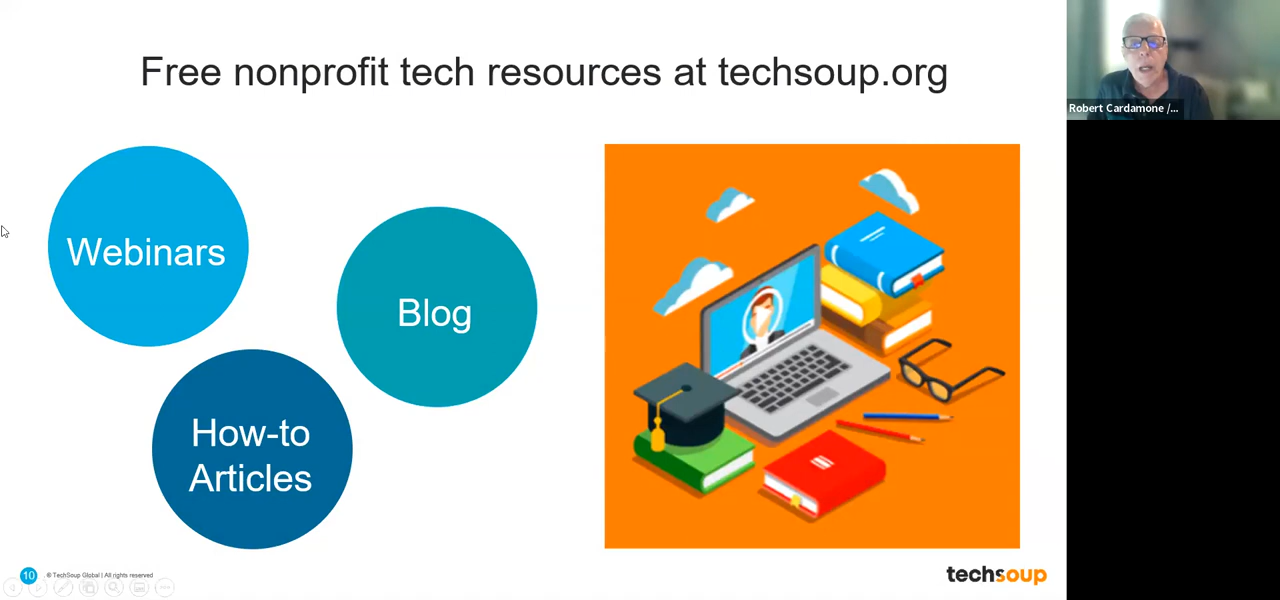 Free nonprofit tech resources at techsoup.org
Robert Cardamone /...
Webinars
Blog
How-to
Articles
10
© TechSoup Global | All rights reserved
techsoup